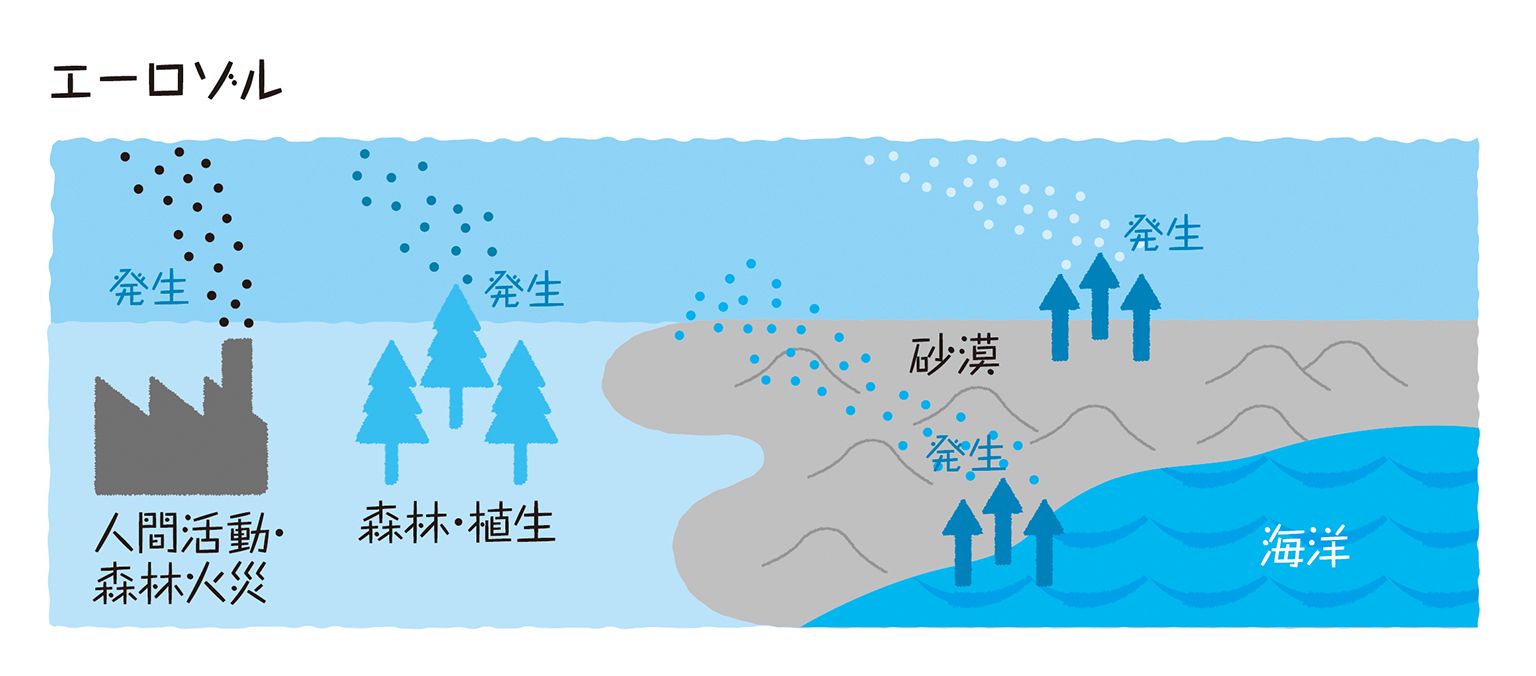 エーロゾル
発生
発生
発生
砂漠
発生
人間活動・
森林火災
森林・植生
海洋